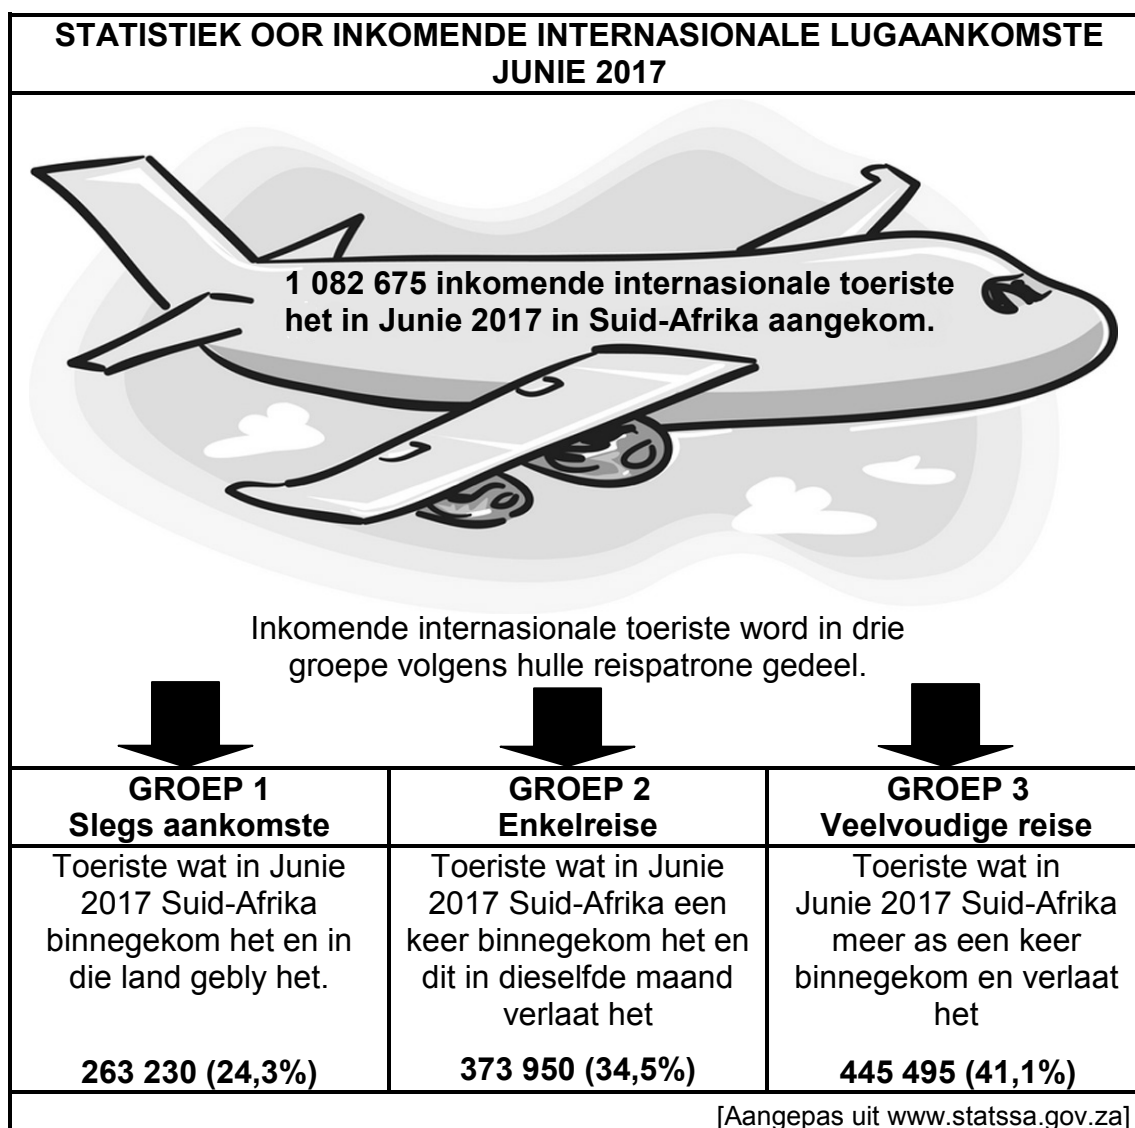 STATISTIEK OOR INKOMENDE INTERNASIONALE LUGAANKOMSTE
JUNIE 2017
1 082 675 inkomende internasionale toeriste
het in Junie 2017 in Suid-Afrika aangekom.
Inkomende internasionale toeriste word in drie
groepe volgens hulle reispatrone gedeel.
GROEP 1
Slegs aankomste
Toeriste wat in Junie
2017 Suid-Afrika
binnegekom het en in
die land gebly het.
263 230 (24,3%)
GROEP 2
Enkelreise
Toeriste wat in Junie
2017 Suid-Afrika een
keer binnegekom het en
dit in dieselfde maand
verlaat het
373 950 (34,5%)
GROEP 3
Veelvoudige reise
Toeriste wat in
Junie 2017 Suid-Afrika
meer as een keer
binnegekom en verlaat
het
445 495 (41,1%)
[Aangepas uit www.statssa.gov.za]